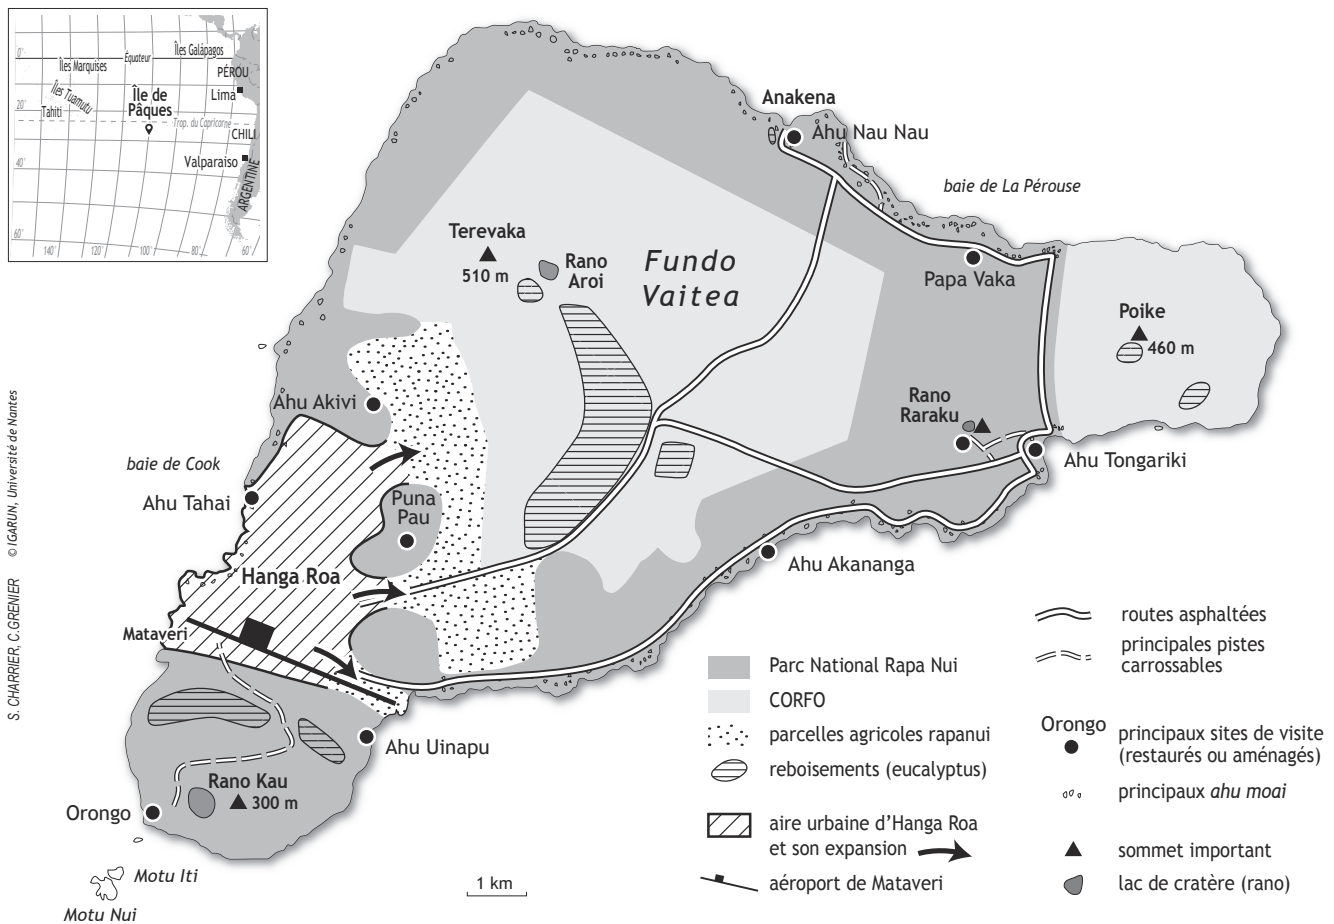 0°
20°
40°
60°
140°
120°
100°
80°
60°
Îles Marquises
Équateur
Îles Galápagos
PÉROU
Lima
Îles Tuamutu
Tahiti
Île de
Pâques
Trop. du Capricorne
CHILI
Valparaiso
ARGENTINE
Anakena
Ahu Nau Nau
baie de La Pérouse
Terevaka
510 m
Rano
Aroi
Fundo
Vaitea
Papa Vaka
Poike
460 m
Ahu Akivi
Rano
Raraku
baie de Cook
Ahu Tongariki
Ahu Tahai
Puna
Pau
Ahu Akananga
Hanga Roa
Mataveri
Ahu Uinapu
Rano Kau
300 m
Orongo
Motu Iti
Motu Nui
1 km
S. CHARRIER, C.GRENIER © IGARUN, Université de Nantes
Parc National Rapa Nui
CORFO
parcelles agricoles rapanui
reboisements (eucalyptus)
aire urbaine d'Hanga Roa
et son expansion
aéroport de Mataveri
routes asphaltées
principales pistes
carrossables
Orongo
principaux sites de visite
(restaurés ou aménagés)
principaux ahu moai
sommet important
lac de cratère (rano)